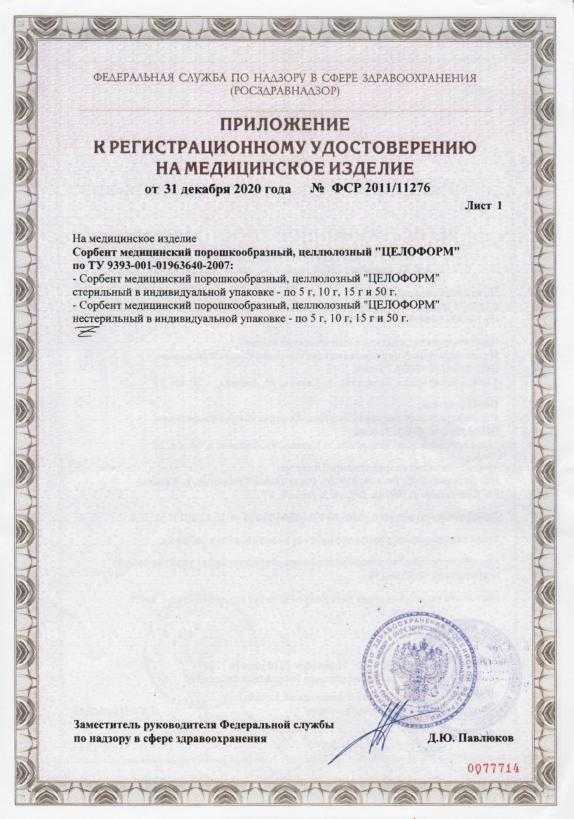 ФЕДЕРАЛЬНАЯ СЛУЖБА ПО НАДЗОРУ В СФЕРЕ ЗДРАВООХРАНЕНИЯ
(РОСЗДРАВНАДЗОР)
ПРИЛОЖЕНИЕ
К РЕГИСТРАЦИОННОМУ УДОСТОВЕРЕНИЮ
НА МЕДИЦИНСКОЕ ИЗДЕЛИЕ
от 31 декабря 2020 года № ФСР 2011/11276
Лист 1
На медицинское изделие
Сорбент медицинский порошкообразный, целлюлозный "ЦЕЛОФОРМ"
по ТУ 9393-001-01963640-2007:
- Сорбент медицинский порошкообразный, целлюлозный "ЦЕЛОФОРМ"
стерильный в индивидуальной упаковке - по 5 г, 10 г, 15 г и 50 г.
- Сорбент медицинский порошкообразный, целлюлозный "ЦЕЛОФОРМ"
нестерильный в индивидуальной упаковке - по 5 г, 10 г, 15 г и 50 г.
Заместитель руководителя Федеральной службы
по надзору в сфере здравоохранения
Д.Ю. Павлюков
0077714